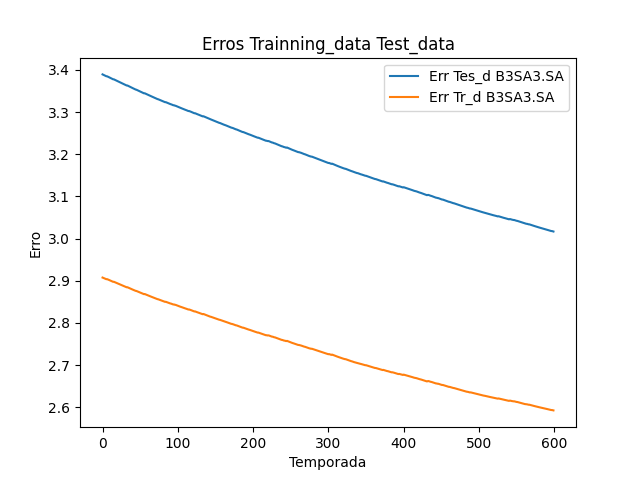 Erros Trainning_data Test_data
Err Tes_d B3SA3.SA
Err Tr_d B3SA3.SA
3.4
3.3
3.2
3.1
3.0
2.9
2.8
2.7
2.6
Erro
0 100 200 300 400 500 600
Temporada